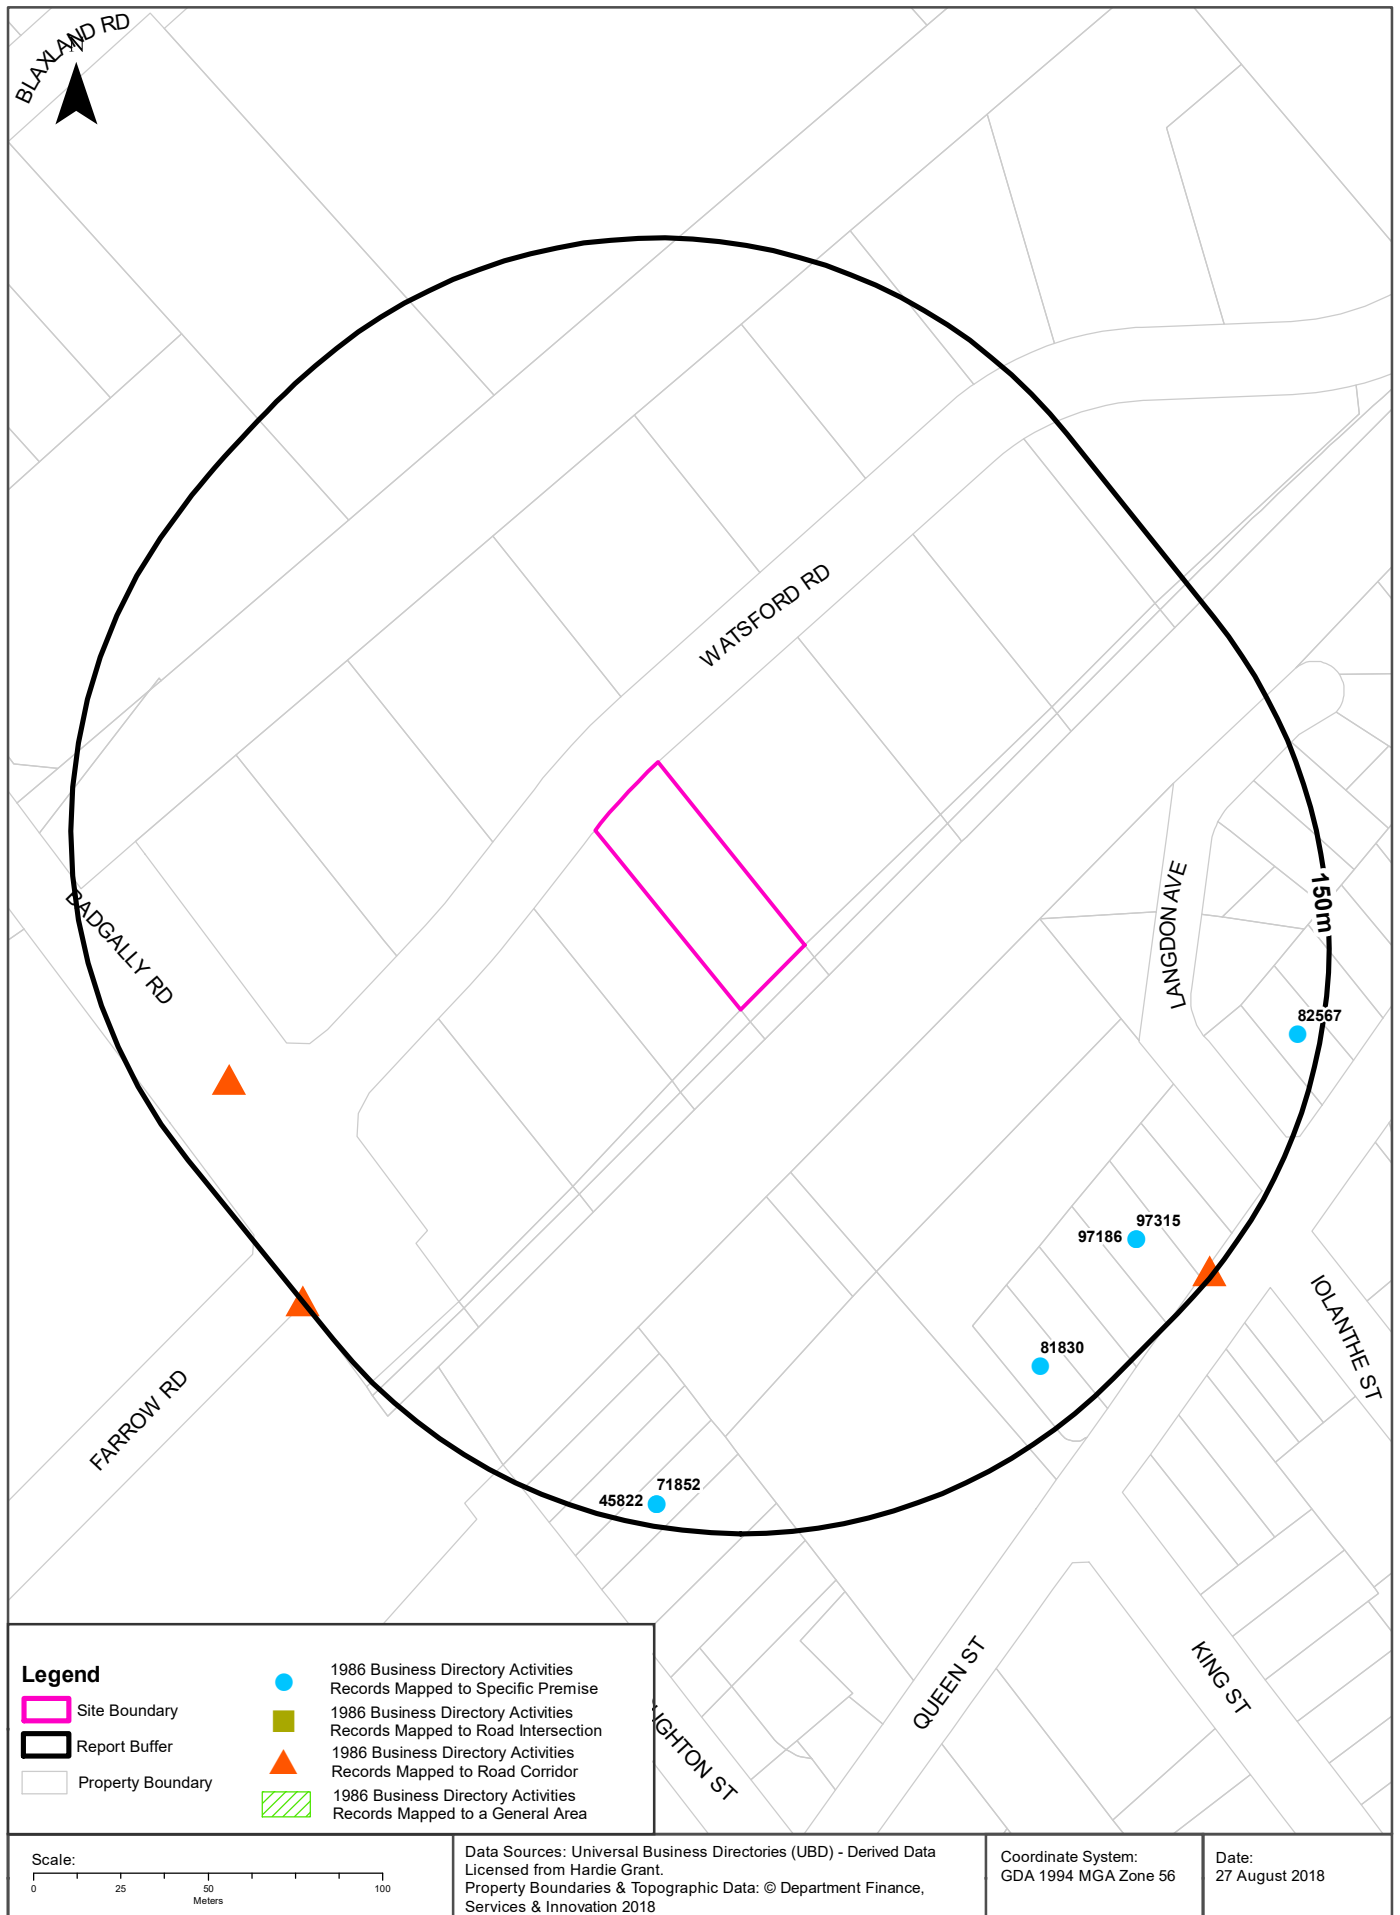 BLAXLAND RD
N
WATSFORD RD
BADGALLY RD
LANGDON AVE
150m
82567
97315
97186
IOLANTHE ST
81830
FARROW RD
71852
45822
QUEEN ST
KING ST
IGHTON ST
Legend
Site Boundary
Report Buffer
Property Boundary
1986 Business Directory Activities
Records Mapped to Specific Premise
1986 Business Directory Activities
Records Mapped to Road Intersection
1986 Business Directory Activities
Records Mapped to Road Corridor
1986 Business Directory Activities
Records Mapped to a General Area
Scale:
0 25 50 100
Meters
Data Sources: Universal Business Directories (UBD) - Derived Data
Licensed from Hardie Grant.
Property Boundaries & Topographic Data: © Department Finance,
Services & Innovation 2018
Coordinate System:
GDA 1994 MGA Zone 56
Date:
27 August 2018